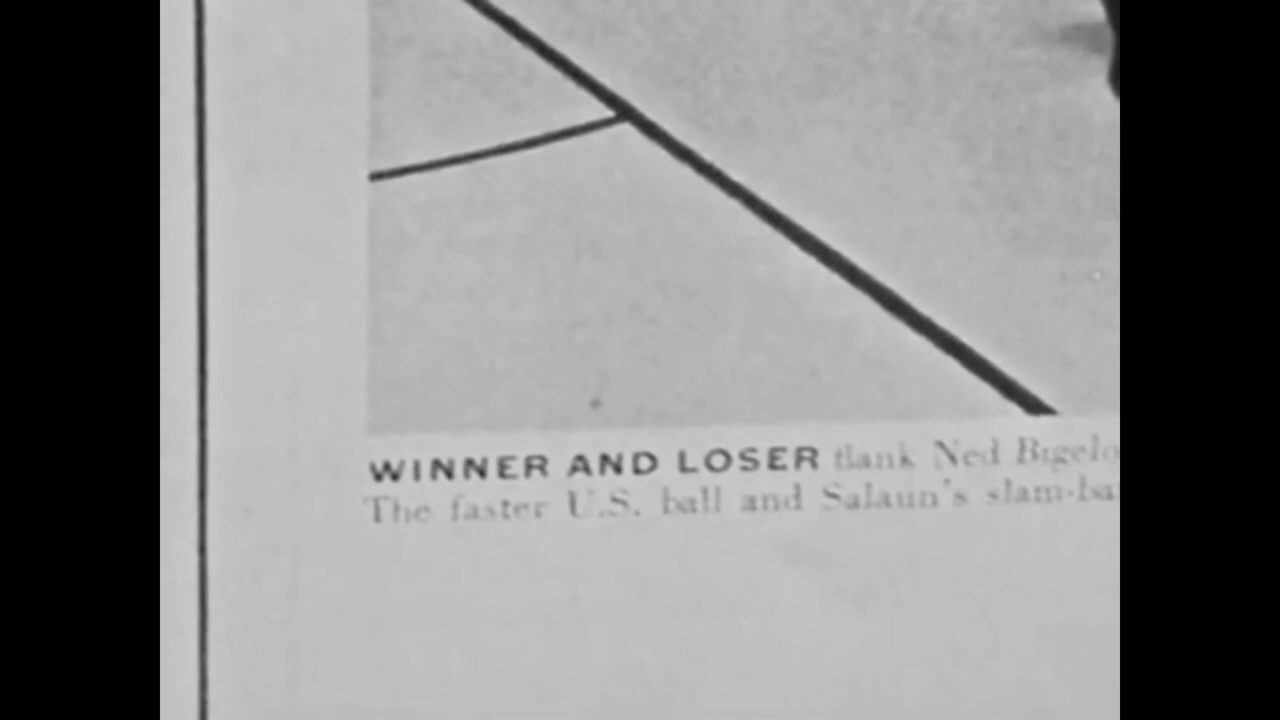 WINNER AND LOSER flank Ned Bigelo
The faster U.S. ball and Salaun's slam-ba